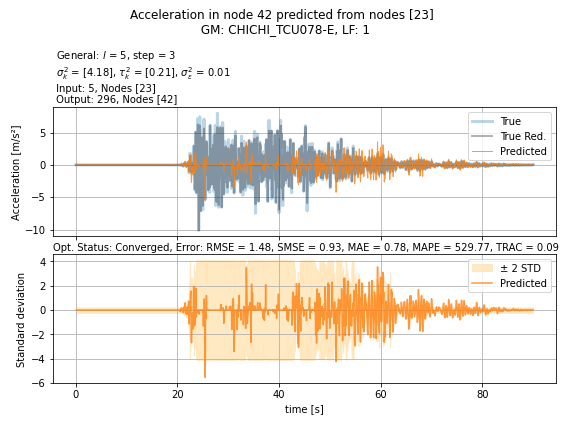 Acceleration in node 42 predicted from nodes [23]
GM: CHICHI_TCU078-E, LF: 1
General: l = 5, step = 3
σ²_k = [4.18], τ²_k = [0.21], σ²_ε = 0.01
Input: 5, Nodes [23]
Output: 296, Nodes [42]
Acceleration [m/s²]
5
0
−5
−10
True
True Red.
Predicted
Opt. Status: Converged, Error: RMSE = 1.48, SMSE = 0.93, MAE = 0.78, MAPE = 529.77, TRAC = 0.09
Standard deviation
4
2
0
−2
−4
−6
± 2 STD
Predicted
0 20 40 60 80
time [s]